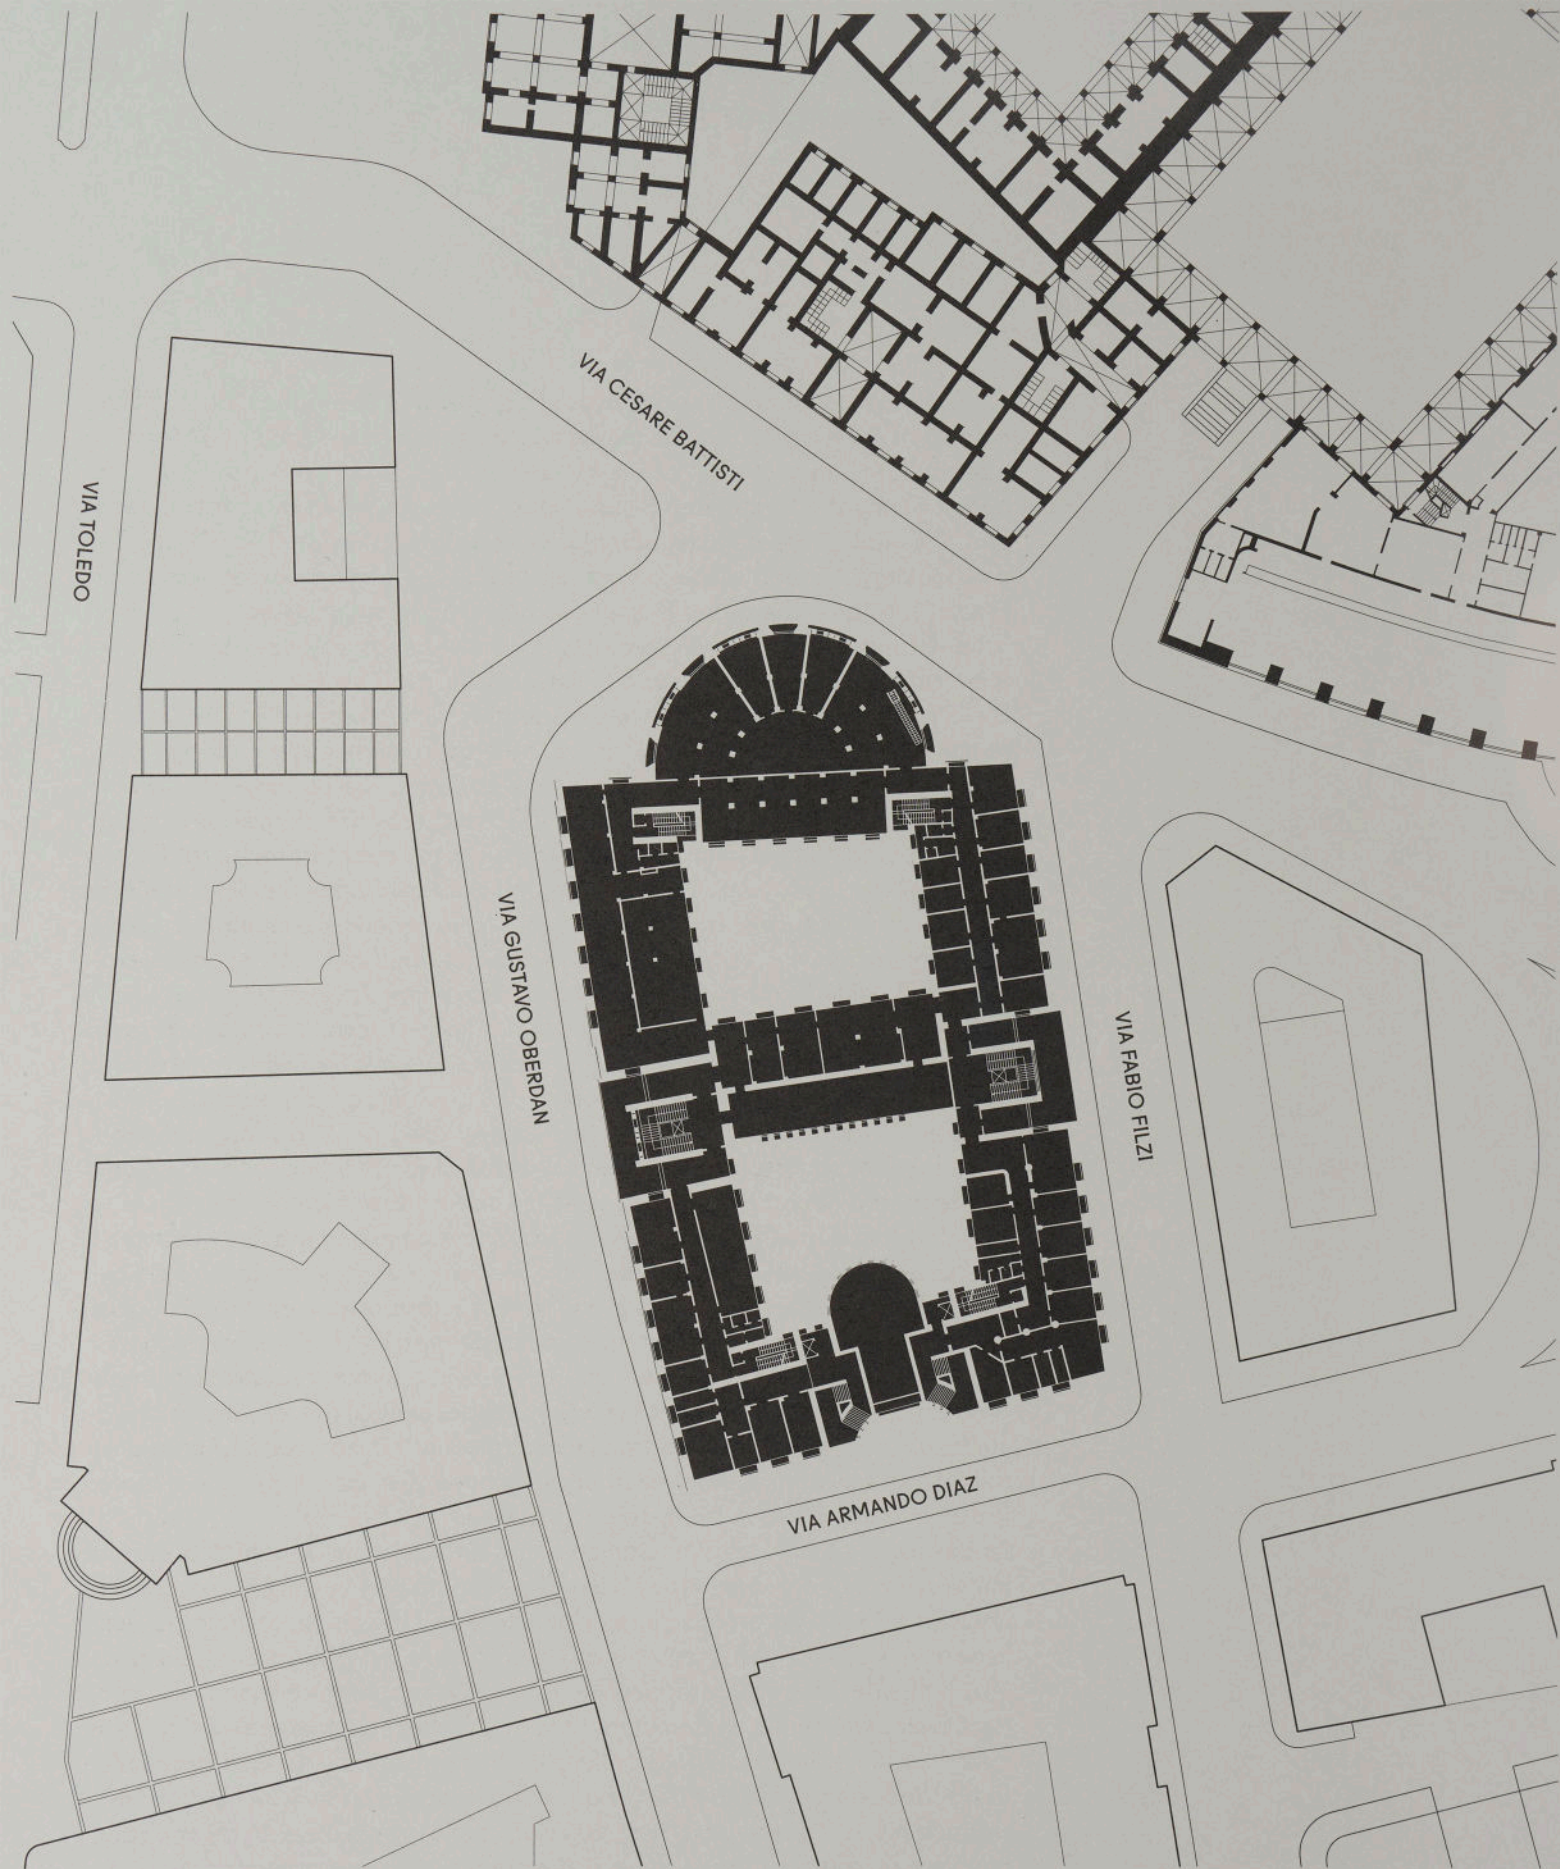 VIA CESARE BATTISTI
VIA TOLEDO
VIA GUSTAVO OBERDAN
VIA FABIO FILZI
VIA ARMANDO DIAZ